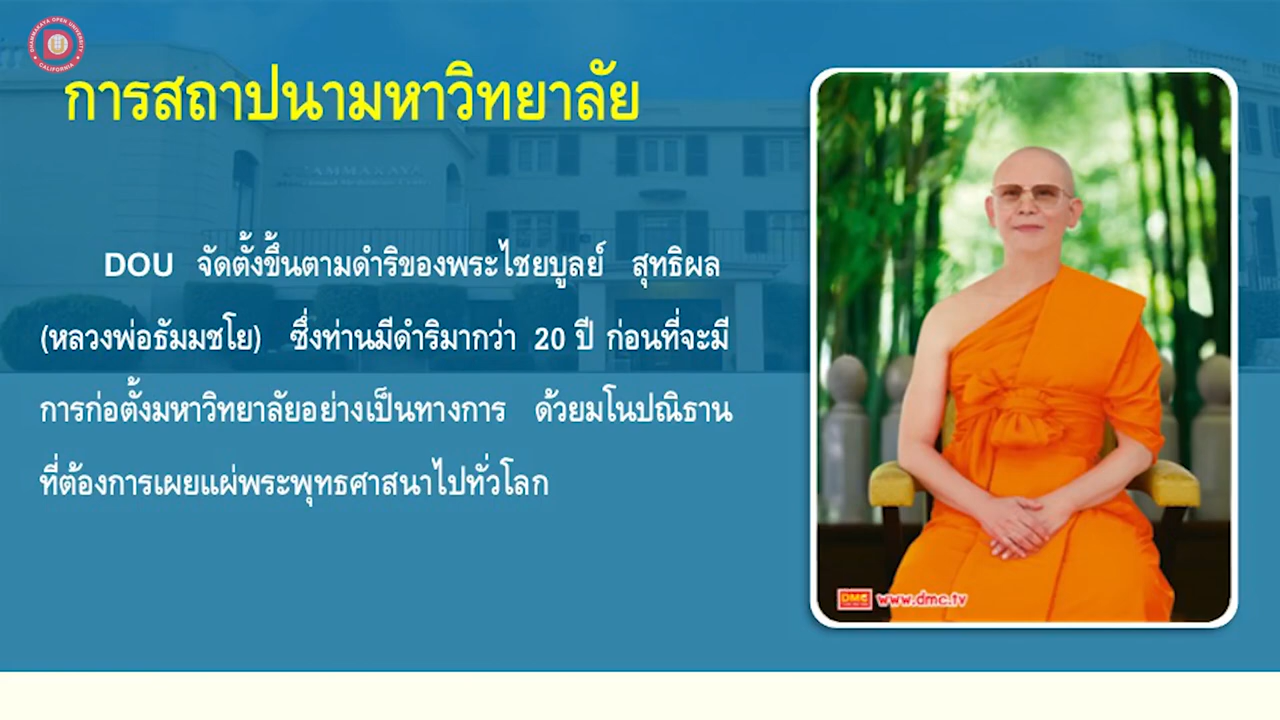 DHAMMAKAYA OPEN UNIVERSITY
CALIFORNIA
การสถาปนามหาวิทยาลัย
DOU จัดตั้งขึ้นตามดำริของพระไชยบูลย์ สุทธิผล
(หลวงพ่อธัมมชโย) ซึ่งท่านมีดำริมากว่า 20 ปี ก่อนที่จะมี
การก่อตั้งมหาวิทยาลัยอย่างเป็นทางการ ด้วยมโนปณิธาน
ที่ต้องการเผยแผ่พระพุทธศาสนาไปทั่วโลก
DMC www.dmc.tv